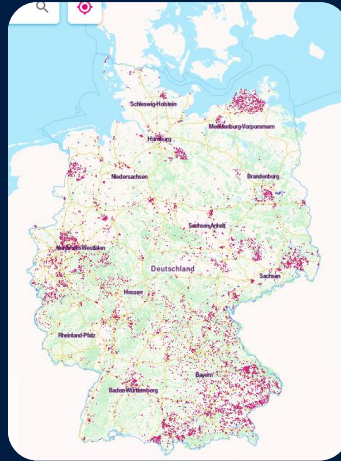 Schleswig-Holstein
Mecklenburg-Vorpommern
Hamburg
Niedersachsen
Brandenburg
Sachsen-Anhalt
Nordrhein-Westfalen
Deutschland
Sachsen
Hessen
Rheinland-Pfalz
Bayern
Baden-Württemberg